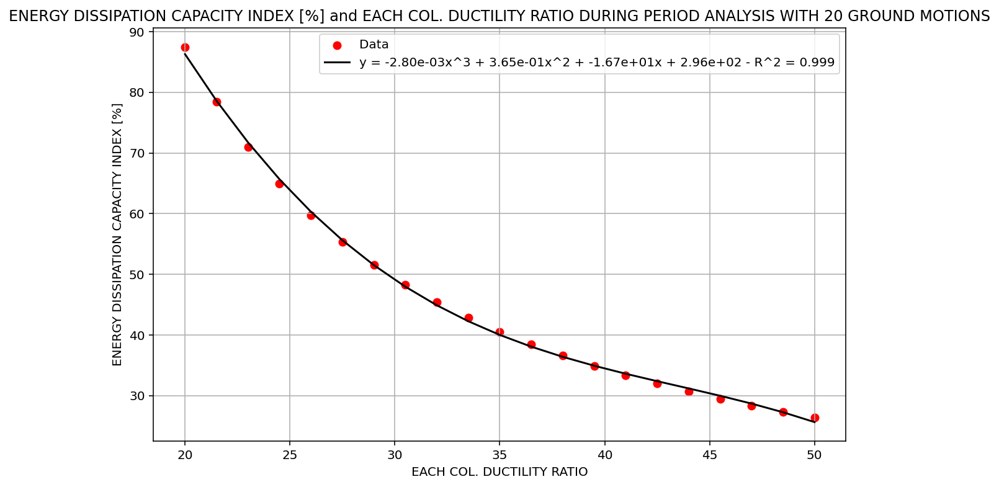 ENERGY DISSIPATION CAPACITY INDEX [%] and EACH COL. DUCTILITY RATIO DURING PERIOD ANALYSIS WITH 20 GROUND MOTIONS
Data
y = -2.80e-03x^3 + 3.65e-01x^2 + -1.67e+01x + 2.96e+02 - R^2 = 0.999
ENERGY DISSIPATION CAPACITY INDEX [%]
90
80
70
60
50
40
30
20 25 30 35 40 45 50
EACH COL. DUCTILITY RATIO